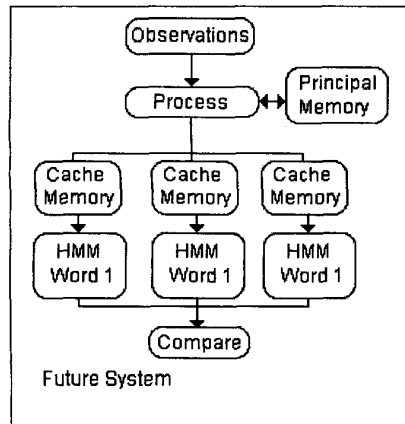 Observations
Process
Principal
Memory
Cache
Memory
Cache
Memory
Cache
Memory
HMM
Word 1
HMM
Word 1
HMM
Word 1
Compare
Future System